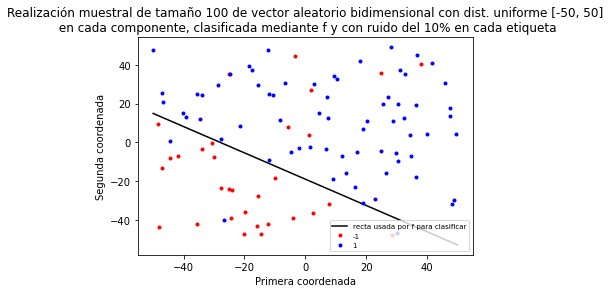 Realización muestral de tamaño 100 de vector aleatorio bidimensional con dist. uniforme [-50, 50]
en cada componente, clasificada mediante f y con ruido del 10% en cada etiqueta
40
20
0
−20
−40
Segunda coordenada
recta usada por f para clasificar
-1
1
−40
−20
0
20
40
Primera coordenada